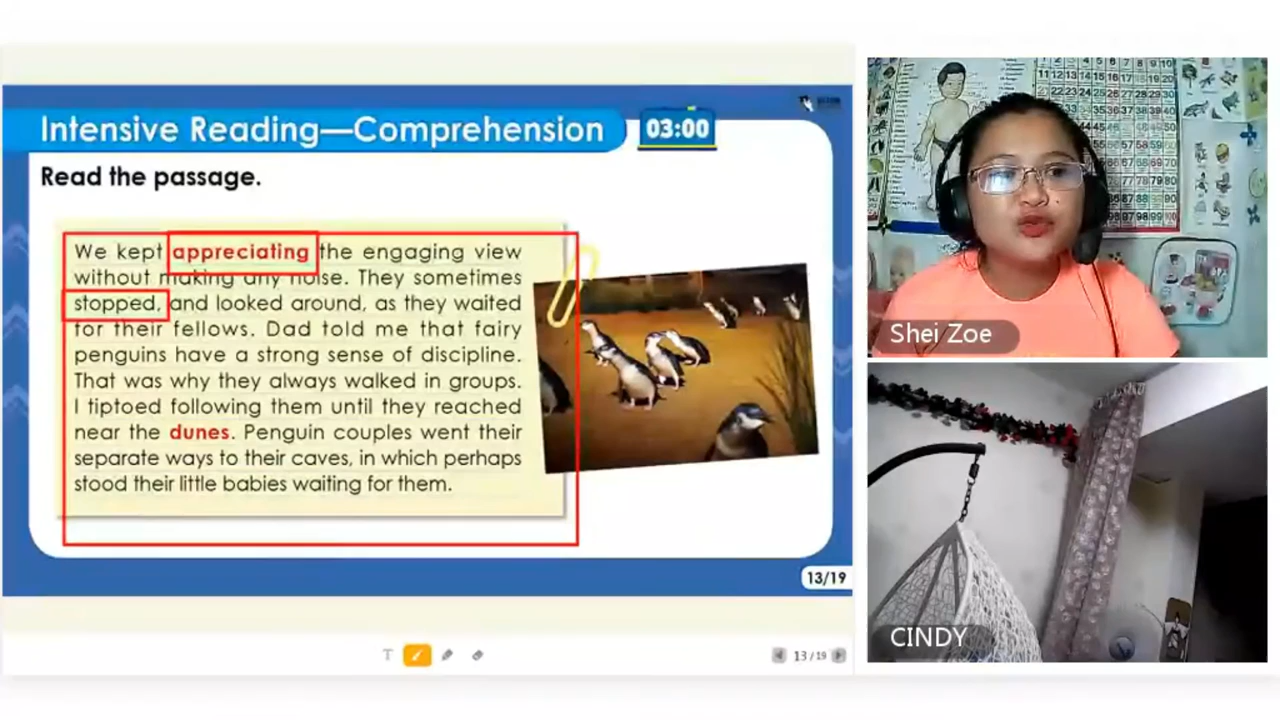 Intensive Reading—Comprehension
03:00
Read the passage.
We kept appreciating the engaging view
without making any noise. They sometimes
stopped, and looked around, as they waited
for their fellows. Dad told me that fairy
penguins have a strong sense of discipline.
That was why they always walked in groups.
I tiptoed following them until they reached
near the dunes. Penguin couples went their
separate ways to their caves, in which perhaps
stood their little babies waiting for them.
13/19
T
13/19
Shei Zoe
CINDY